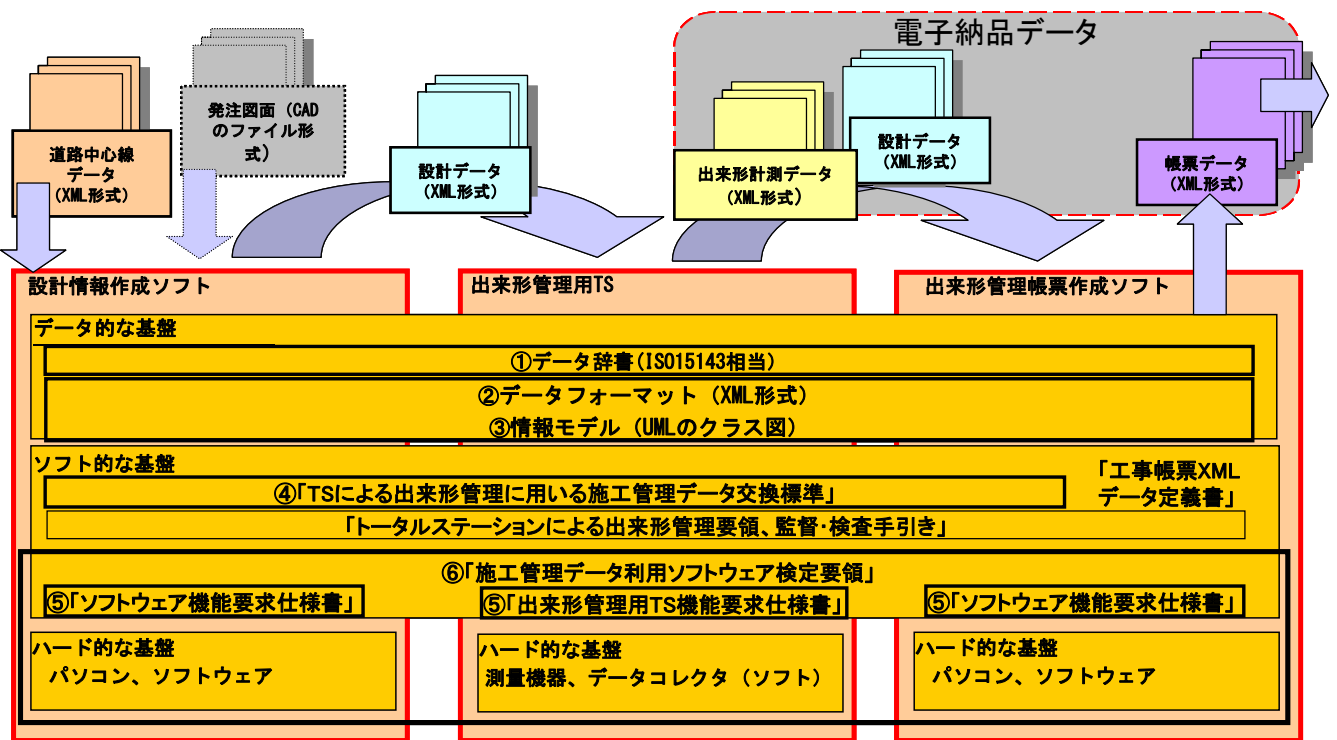 電子納品データ
道路中心線
データ
(XML形式)
発注図面（CAD
のファイル形
式）
設計データ
(XML形式)
出来形計測データ
(XML形式)
設計データ
(XML形式)
帳票データ
(XML形式)
設計情報作成ソフト
出来形管理用TS
出来形管理帳票作成ソフト
データ的な基盤
①データ辞書(ISO15143相当)
②データフォーマット（XML形式）
③情報モデル（UMLのクラス図）
ソフト的な基盤
④「TSによる出来形管理に用いる施工管理データ交換標準」
「工事帳票XML
データ定義書」
「トータルステーションによる出来形管理要領、監督・検査手引き」
⑥「施工管理データ利用ソフトウェア検定要領」
⑤「ソフトウェア機能要求仕様書」
⑤「出来形管理用TS機能要求仕様書」
⑤「ソフトウェア機能要求仕様書」
ハード的な基盤
パソコン、ソフトウェア
ハード的な基盤
測量機器、データコレクタ（ソフト）
ハード的な基盤
パソコン、ソフトウェア